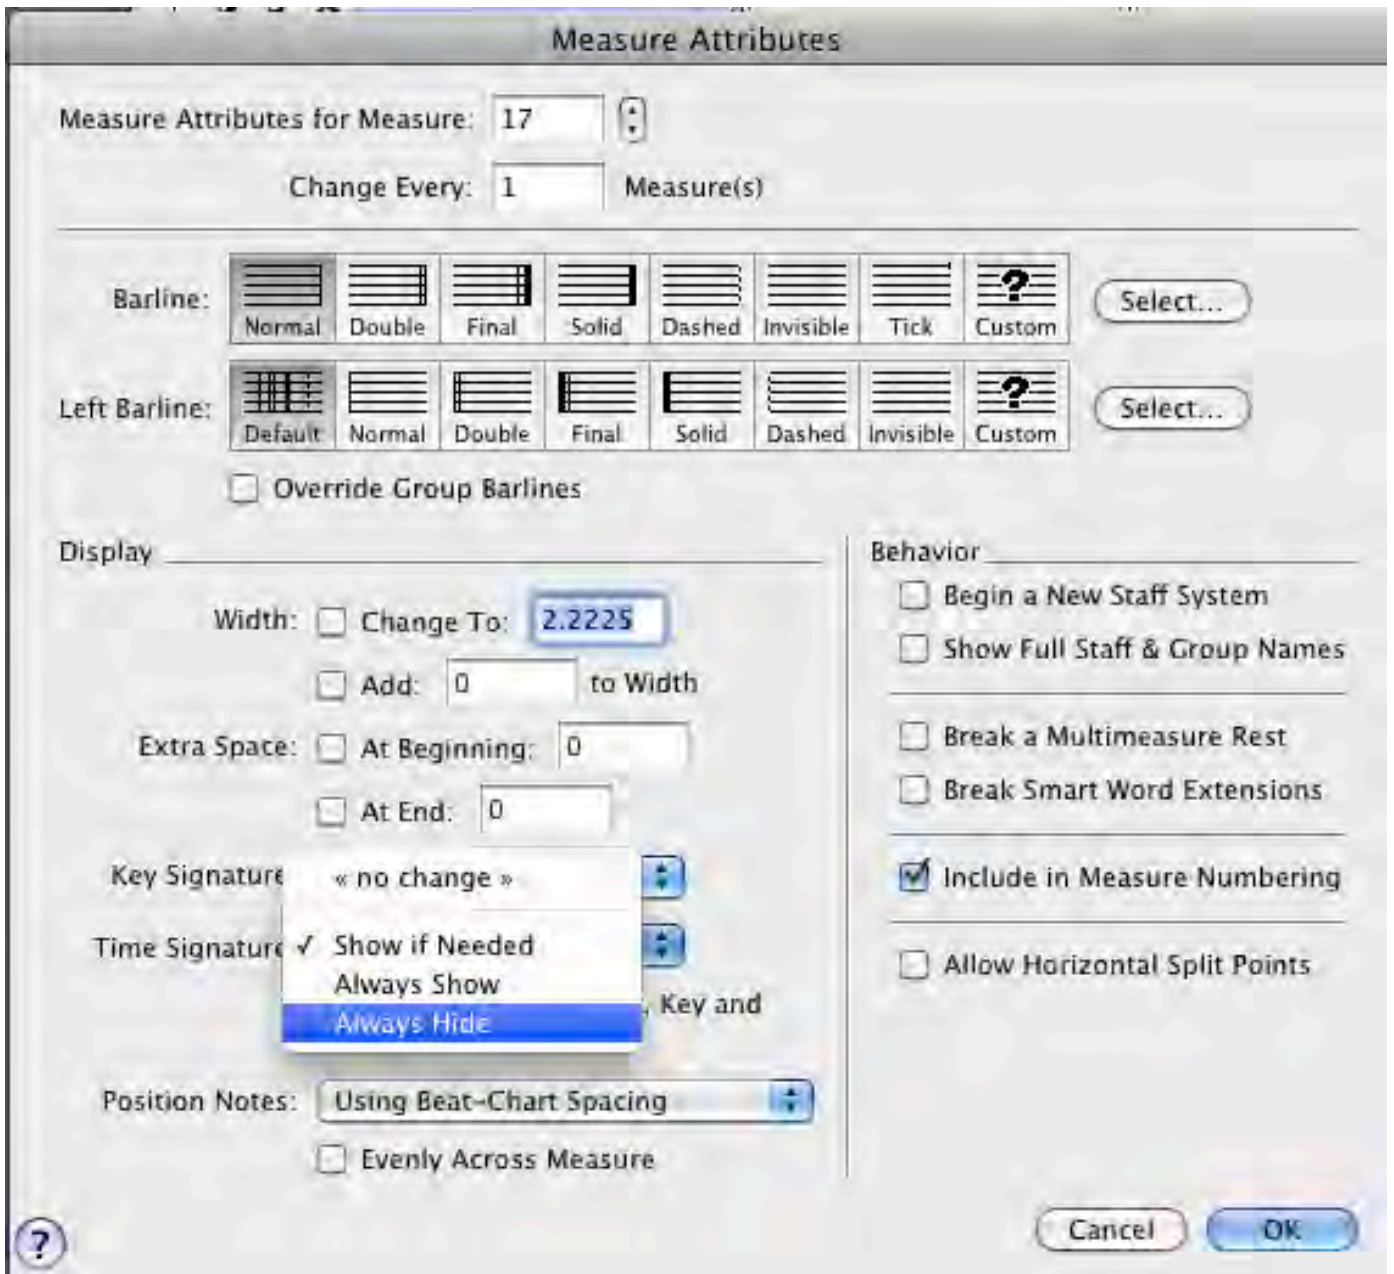 Measure Attributes
Measure Attributes for Measure: 17
Change Every: 1 Measure(s)
Barline: Normal Double Final Solid Dashed Invisible Tick Custom Select...
Left Barline: Default Normal Double Final Solid Dashed Invisible Custom Select...
Override Group Barlines
Display
Width: Change To: 2.2225
Add: 0 to Width
Extra Space: At Beginning: 0
At End: 0
Key Signature « no change »
Time Signature ✓ Show if Needed
Always Show
Always Hide , Key and
Position Notes: Using Beat-Chart Spacing
Evenly Across Measure
Behavior
Begin a New Staff System
Show Full Staff & Group Names
Break a Multimeasure Rest
Break Smart Word Extensions
Include in Measure Numbering
Allow Horizontal Split Points
? Cancel OK